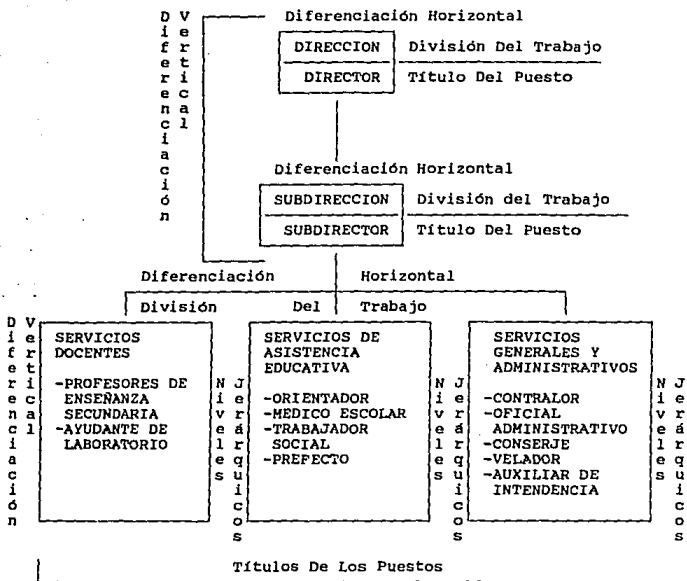 Diferenciación Vertical
Diferenciación Horizontal
DIRECCION División Del Trabajo
DIRECTOR Título Del Puesto
Diferenciación Horizontal
SUBDIRECCION División del Trabajo
SUBDIRECTOR Título Del Puesto
Diferenciación Horizontal
División Del Trabajo
Diferenciación Vertical
SERVICIOS
DOCENTES
-PROFESORES DE
ENSEÑANZA
SECUNDARIA
-AYUDANTE DE
LABORATORIO
Niveles Jerárquicos
SERVICIOS DE
ASISTENCIA
EDUCATIVA
-ORIENTADOR
-MEDICO ESCOLAR
-TRABAJADOR
SOCIAL
-PREFECTO
Niveles Jerárquicos
SERVICIOS
GENERALES Y
ADMINISTRATIVOS
-CONTRALOR
-OFICIAL
ADMINISTRATIVO
-CONSERJE
-VELADOR
-AUXILIAR DE
INTENDENCIA
Niveles Jerárquicos
Títulos De Los Puestos